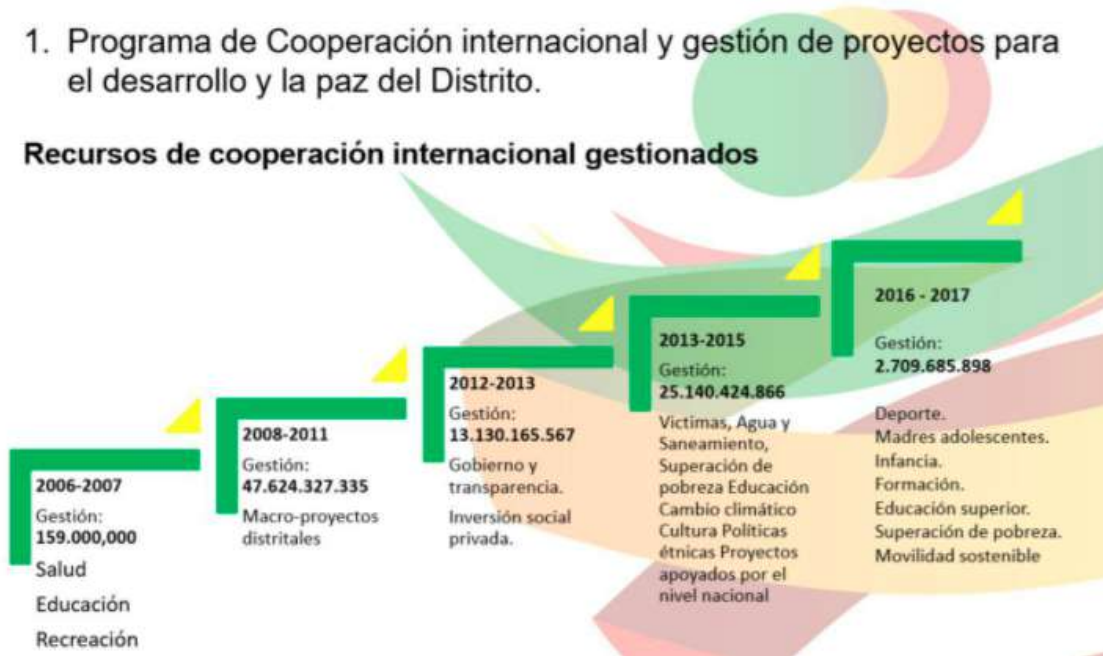 1. Programa de Cooperación internacional y gestión de proyectos para
el desarrollo y la paz del Distrito.
Recursos de cooperación internacional gestionados
2006-2007
Gestión:
159.000,000
Salud
Educación
Recreación
2008-2011
Gestión:
47.624.327.335
Macro-proyectos
distritales
2012-2013
Gestión:
13.130.165.567
Gobierno y
transparencia.
Inversión social
privada.
2013-2015
Gestión:
25.140.424.866
Victimas, Agua y
Saneamiento,
Superación de
pobreza Educación
Cambio climático
Cultura Políticas
étnicas Proyectos
apoyados por el
nivel nacional
2016 - 2017
Gestión:
2.709.685.898
Deporte.
Madres adolescentes.
Infancia.
Formación.
Educación superior.
Superación de pobreza.
Movilidad sostenible